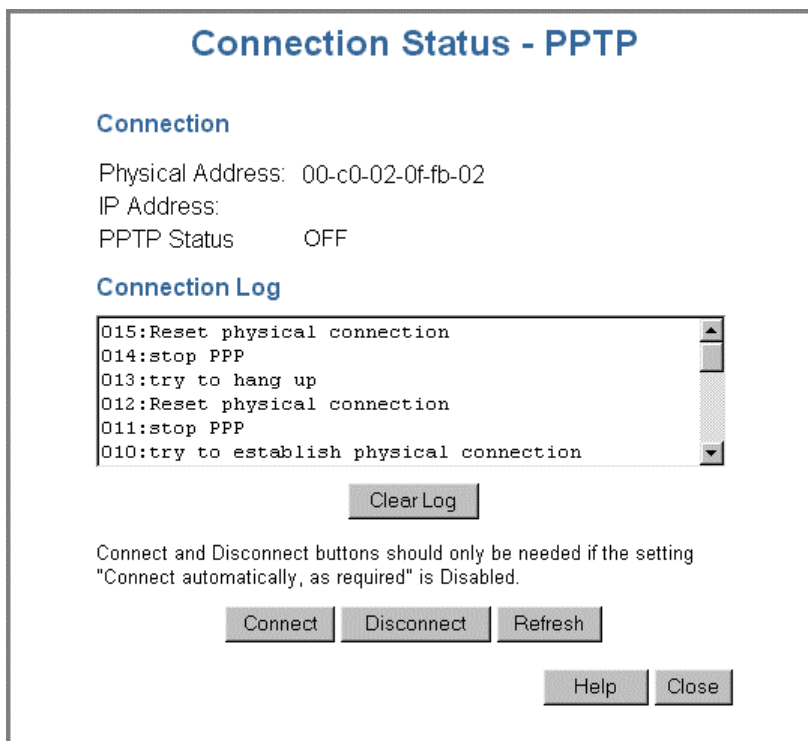 Connection Status - PPTP
Connection
Physical Address: 00-c0-02-0f-fb-02
IP Address:
PPTP Status OFF
Connection Log
015:Reset physical connection
014:stop PPP
013:try to hang up
012:Reset physical connection
011:stop PPP
010:try to establish physical connection
Clear Log
Connect and Disconnect buttons should only be needed if the setting
"Connect automatically, as required" is Disabled.
Connect Disconnect Refresh
Help Close